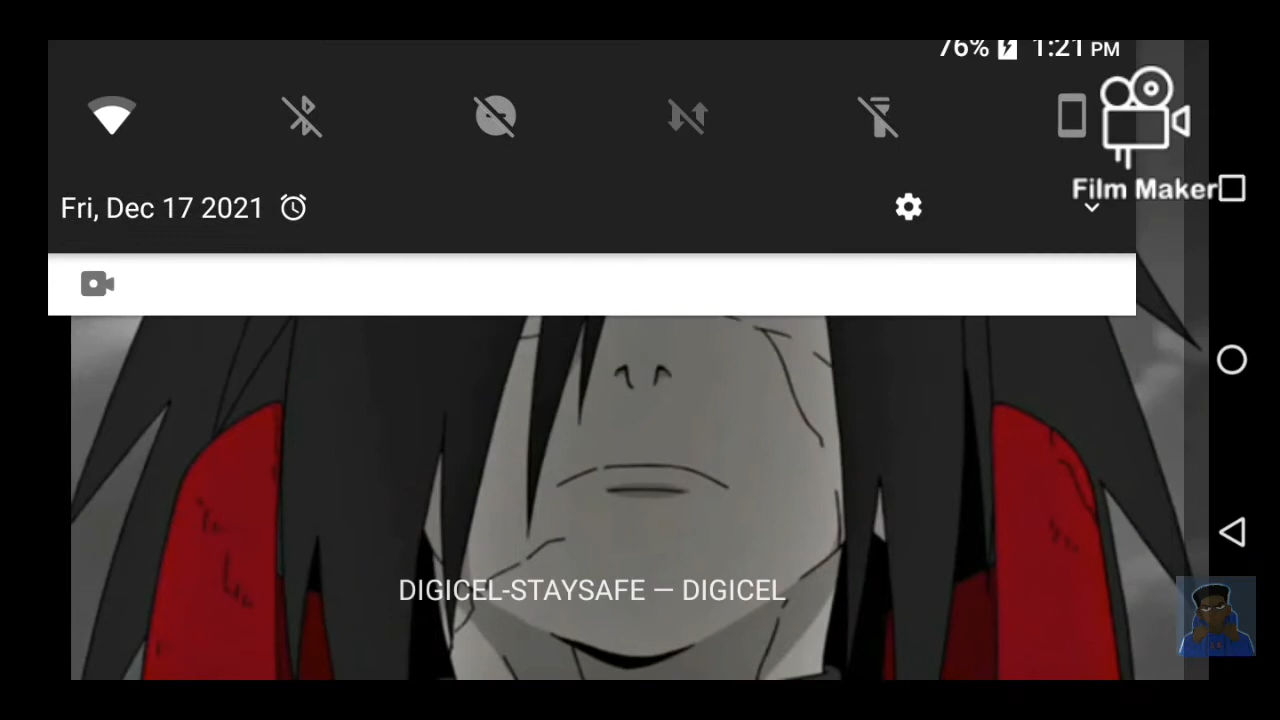 76% 1:21 PM
Film Maker
Fri, Dec 17 2021
DIGICEL-STAYSAFE — DIGICEL